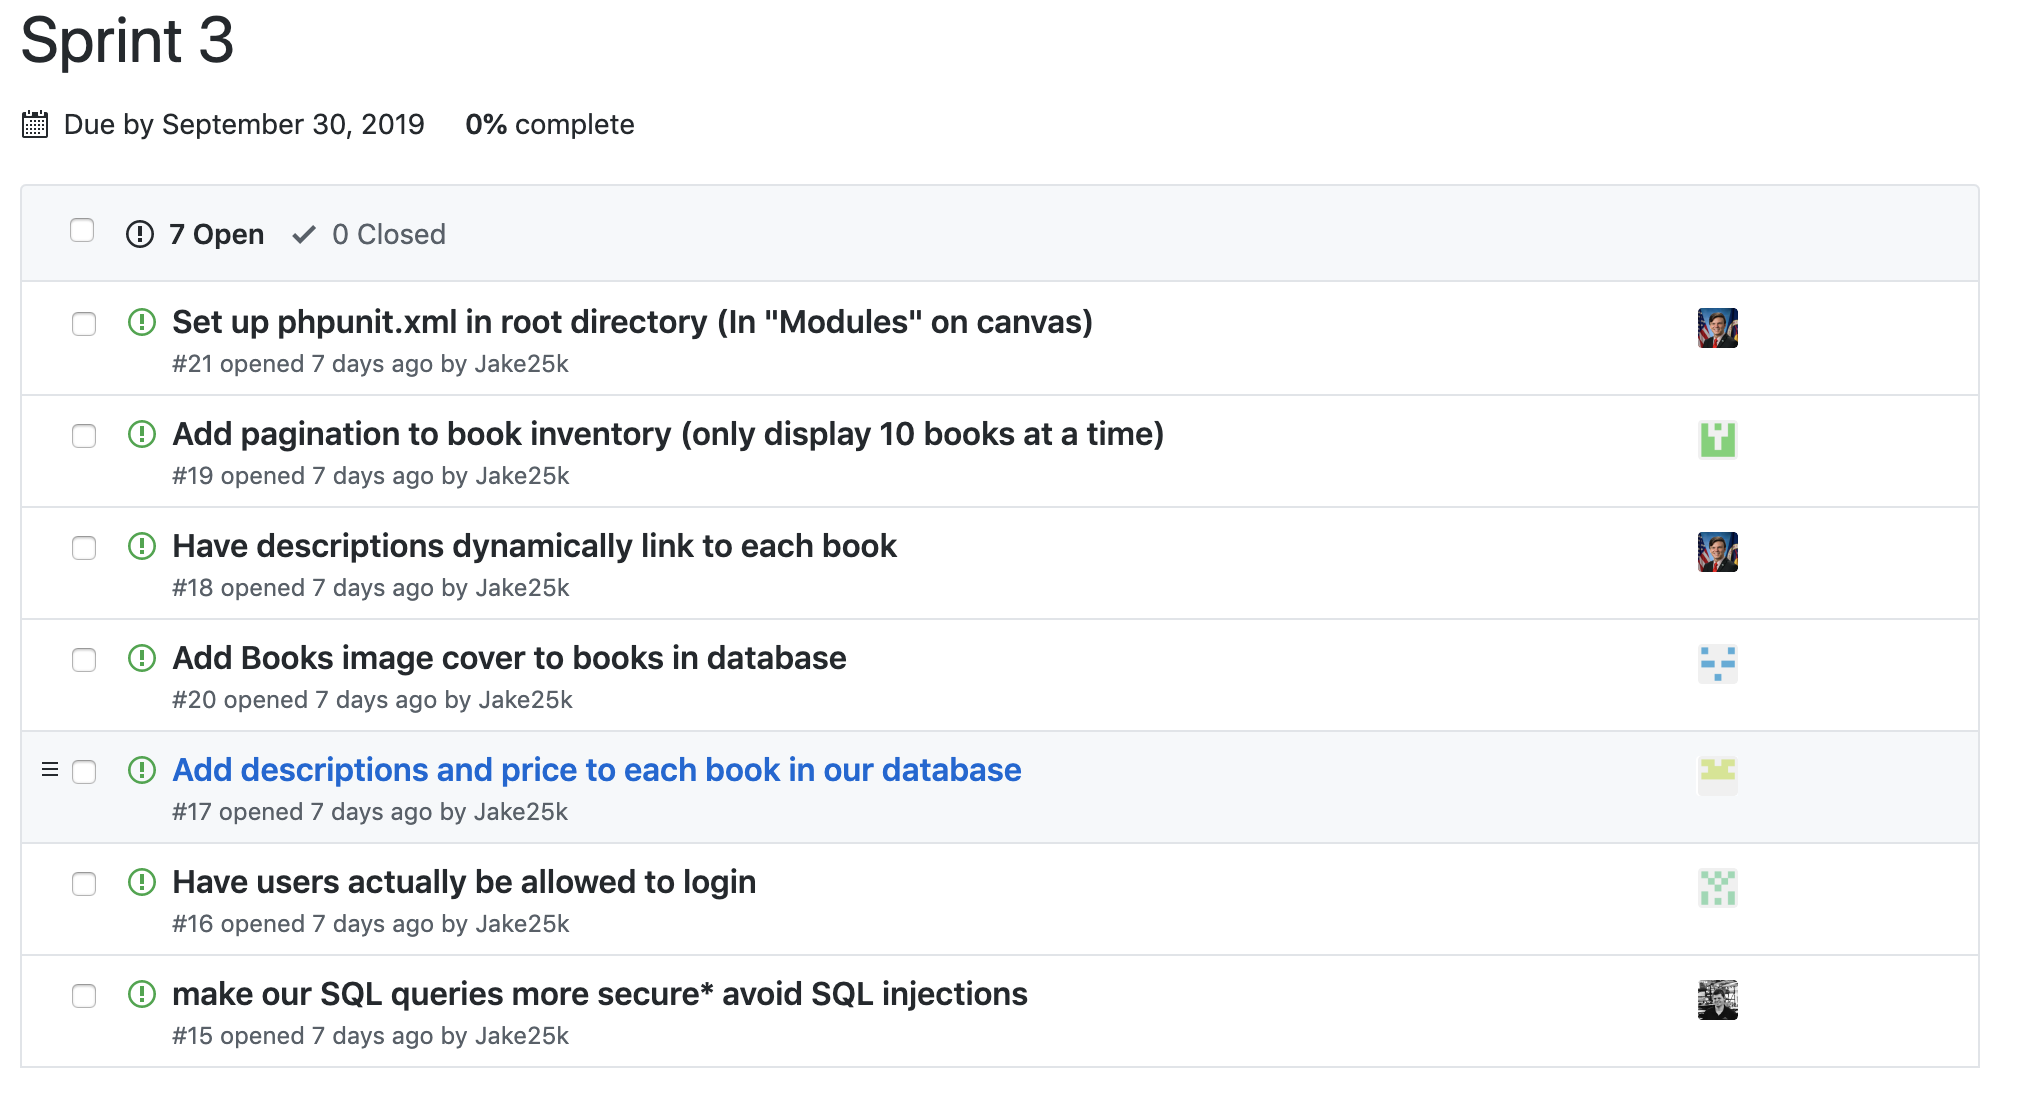 Sprint 3
Due by September 30, 2019 0% complete
7 Open 0 Closed
Set up phpunit.xml in root directory (In "Modules" on canvas)
#21 opened 7 days ago by Jake25k
Add pagination to book inventory (only display 10 books at a time)
#19 opened 7 days ago by Jake25k
Have descriptions dynamically link to each book
#18 opened 7 days ago by Jake25k
Add Books image cover to books in database
#20 opened 7 days ago by Jake25k
Add descriptions and price to each book in our database
#17 opened 7 days ago by Jake25k
Have users actually be allowed to login
#16 opened 7 days ago by Jake25k
make our SQL queries more secure* avoid SQL injections
#15 opened 7 days ago by Jake25k